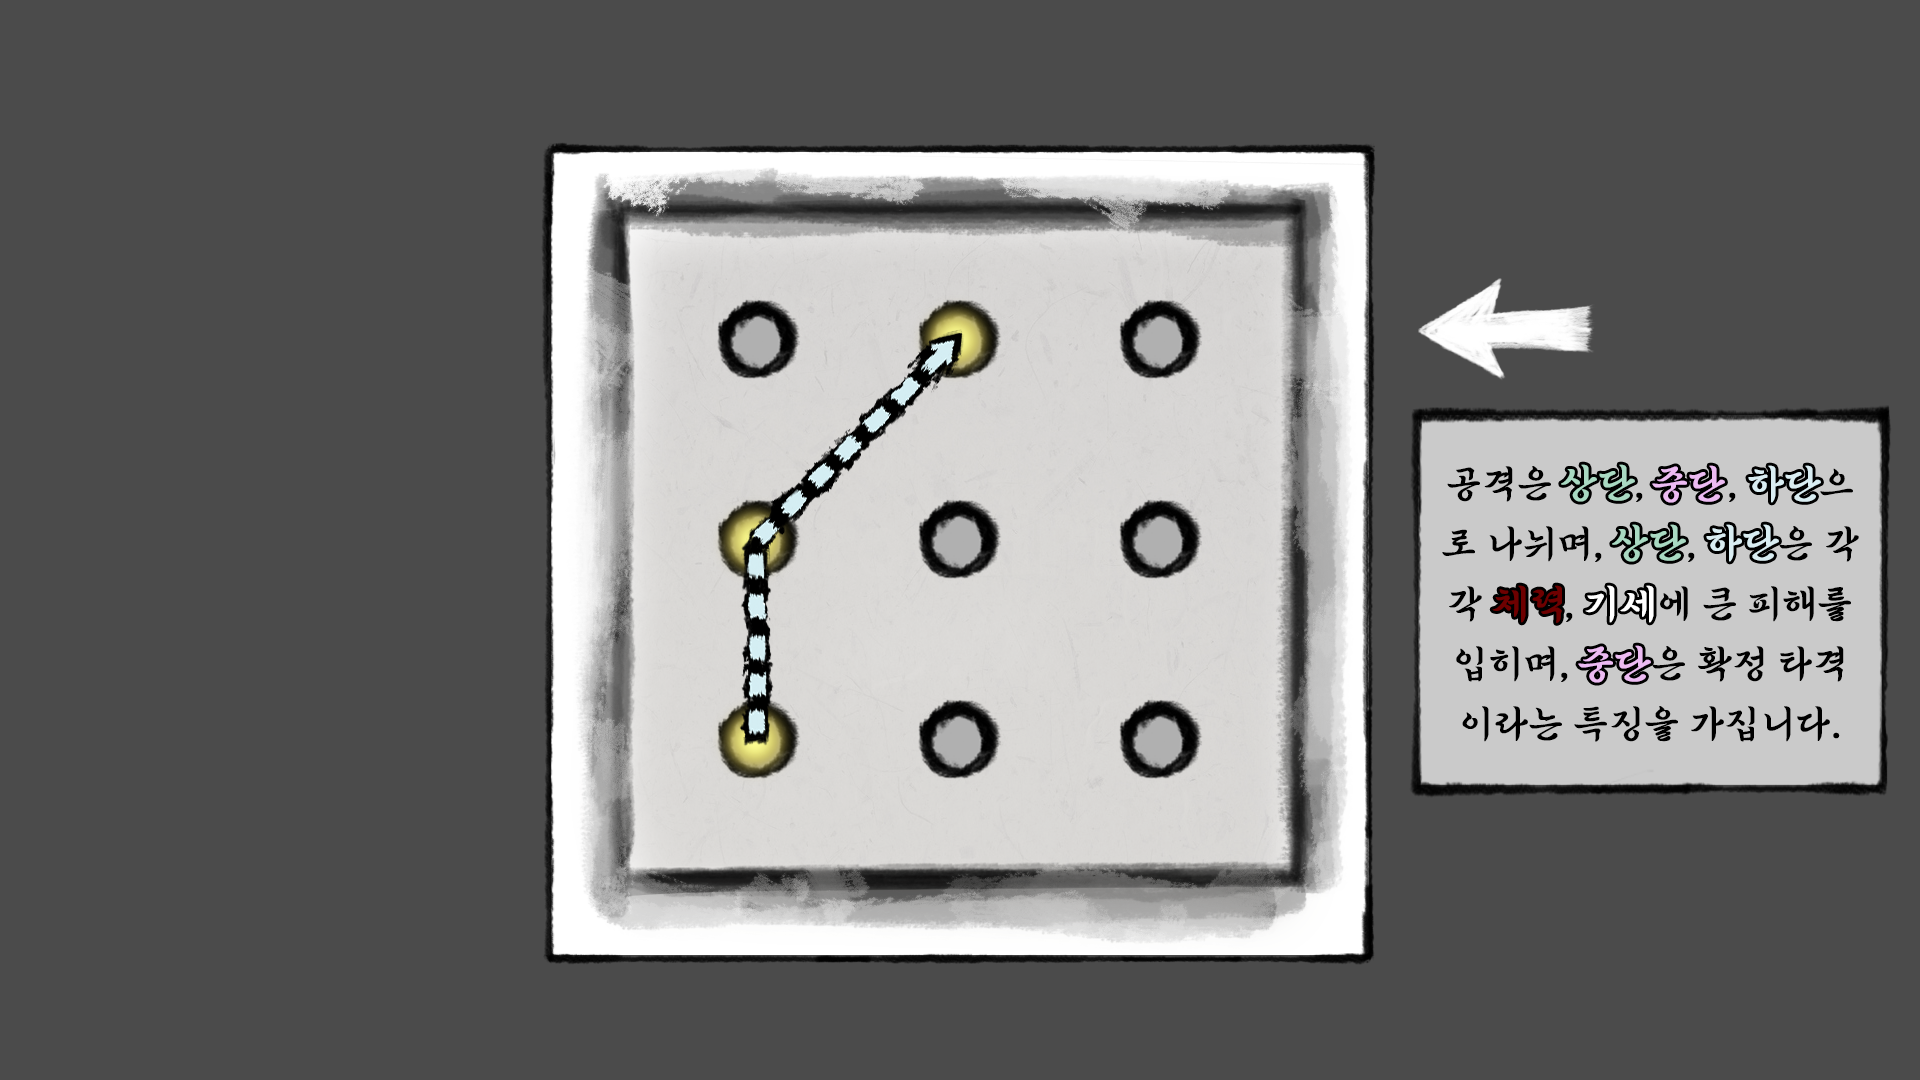 공격은 상단, 중단, 하단으
로 나뉘며, 상단, 하단은 각
각 체력, 기세에 큰 피해를
입히며, 중단은 확정 타격
이라는 특징을 가집니다.